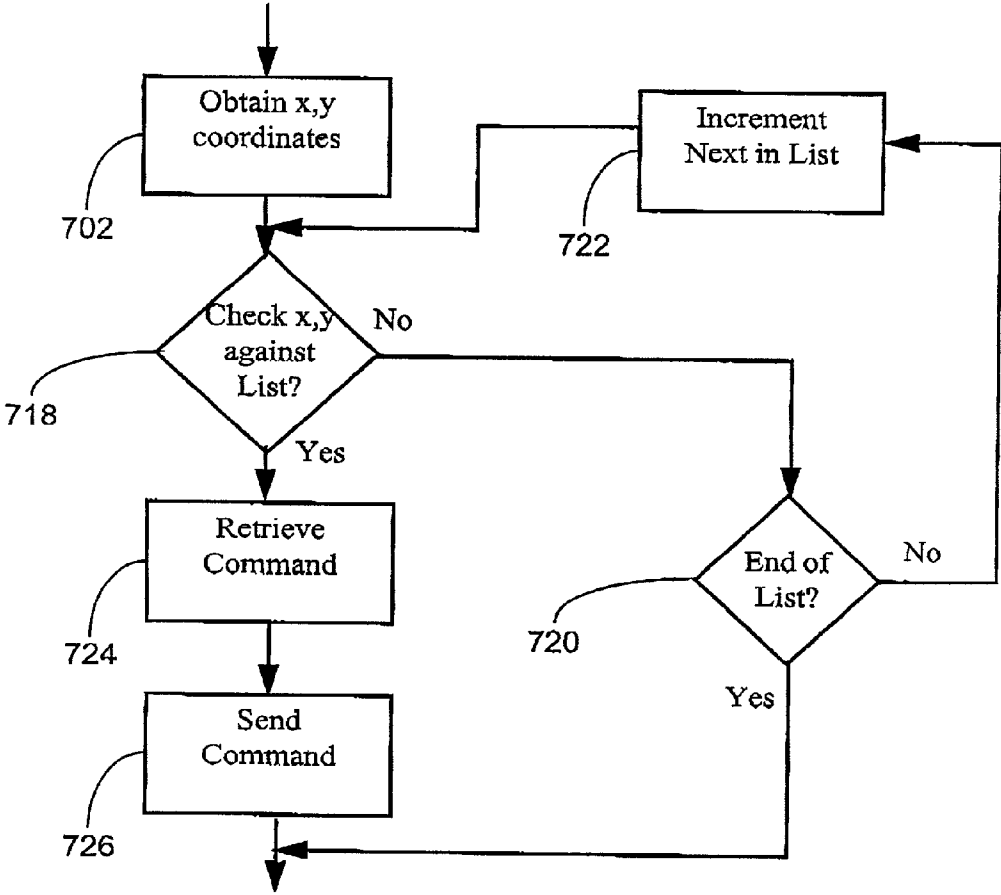 Obtain x,y
coordinates
702
Increment
Next in List
722
Check x,y
against
List?
No
718
Yes
Retrieve
Command
724
End of
List?
No
720
Yes
Send
Command
726